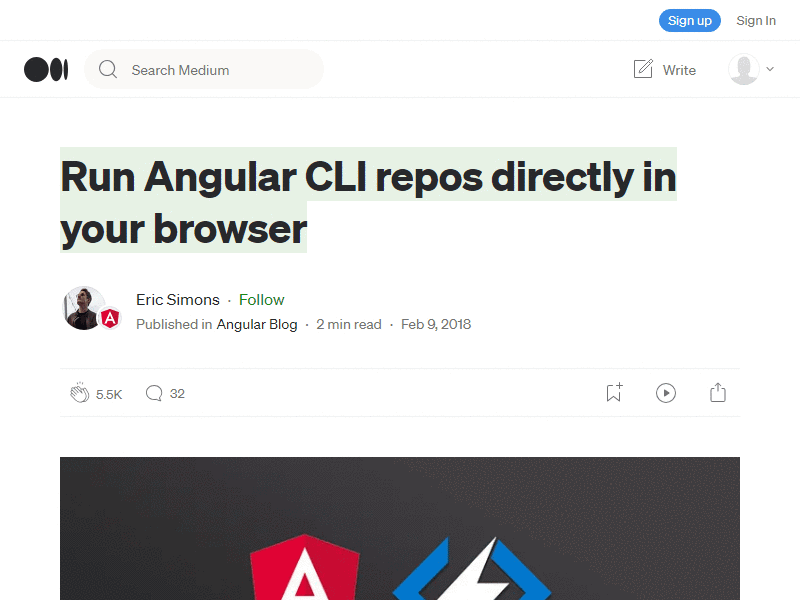 Sign up Sign In
Search Medium Write
Run Angular CLI repos directly in
your browser
Eric Simons · Follow
Published in Angular Blog · 2 min read · Feb 9, 2018
5.5K 32